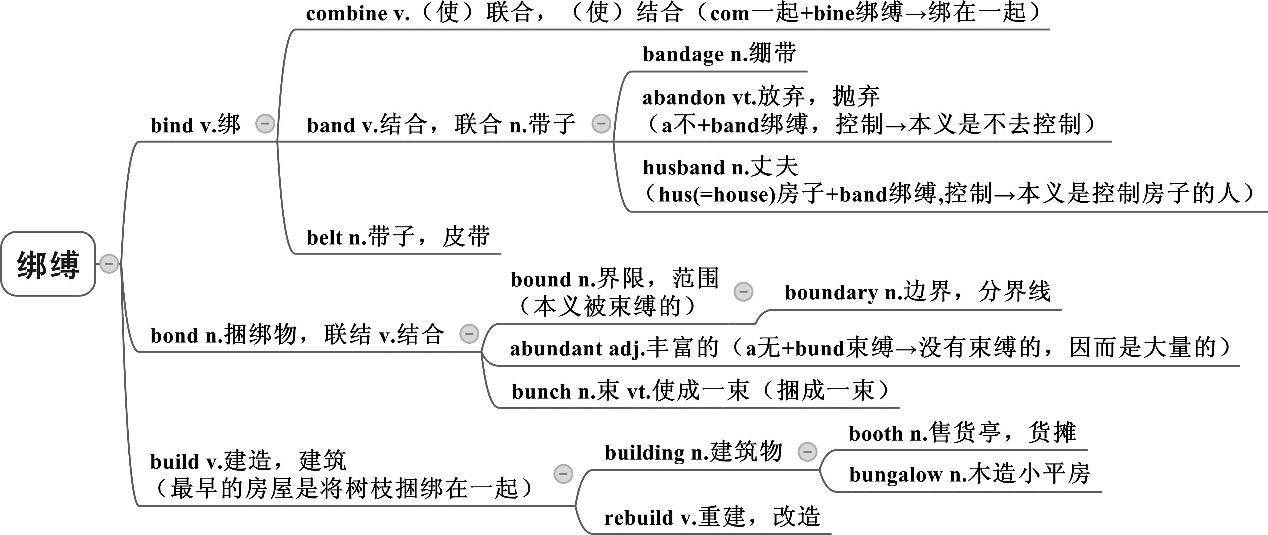 combine v.（使）联合，（使）结合（com一起+bine绑缚→绑在一起）
bandage n.绷带
abandon vt.放弃，抛弃
（a不+band绑缚，控制→本义是不去控制）
bind v.绑
band v.结合，联合 n.带子
husband n.丈夫
（hus(=house)房子+band绑缚,控制→本义是控制房子的人）
belt n.带子，皮带
绑缚
bound n.界限，范围
（本义被束缚的）
boundary n.边界，分界线
bond n.捆绑物，联结 v.结合
abundant adj.丰富的（a无+bund束缚→没有束缚的，因而是大量的）
bunch n.束 vt.使成一束（捆成一束）
build v.建造，建筑
（最早的房屋是将树枝捆绑在一起）
building n.建筑物
booth n.售货亭，货摊
bungalow n.木造小平房
rebuild v.重建，改造